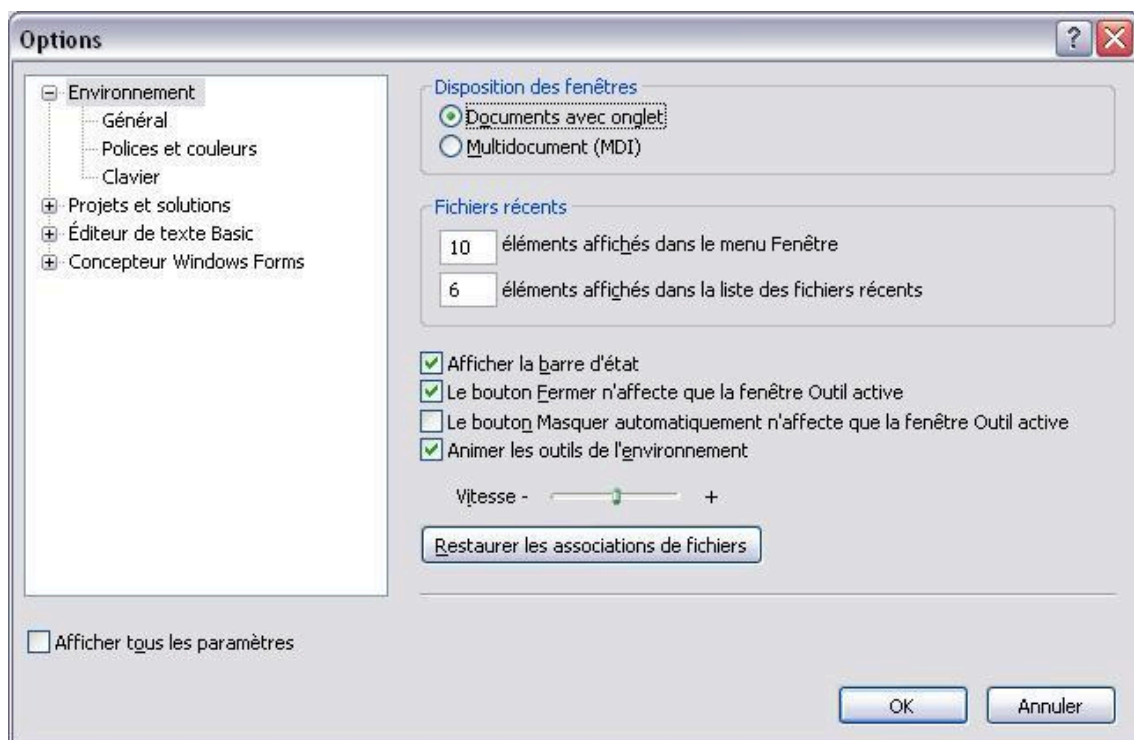 Options
Environnement
Général
Polices et couleurs
Clavier
Projets et solutions
Éditeur de texte Basic
Concepteur Windows Forms
Afficher tous les paramètres
Disposition des fenêtres
Documents avec onglet
Multidocument (MDI)
Fichiers récents
10 éléments affichés dans le menu Fenêtre
6 éléments affichés dans la liste des fichiers récents
Afficher la barre d'état
Le bouton Fermer n'affecte que la fenêtre Outil active
Le bouton Masquer automatiquement n'affecte que la fenêtre Outil active
Animer les outils de l'environnement
Vitesse - +
Restaurer les associations de fichiers
OK Annuler